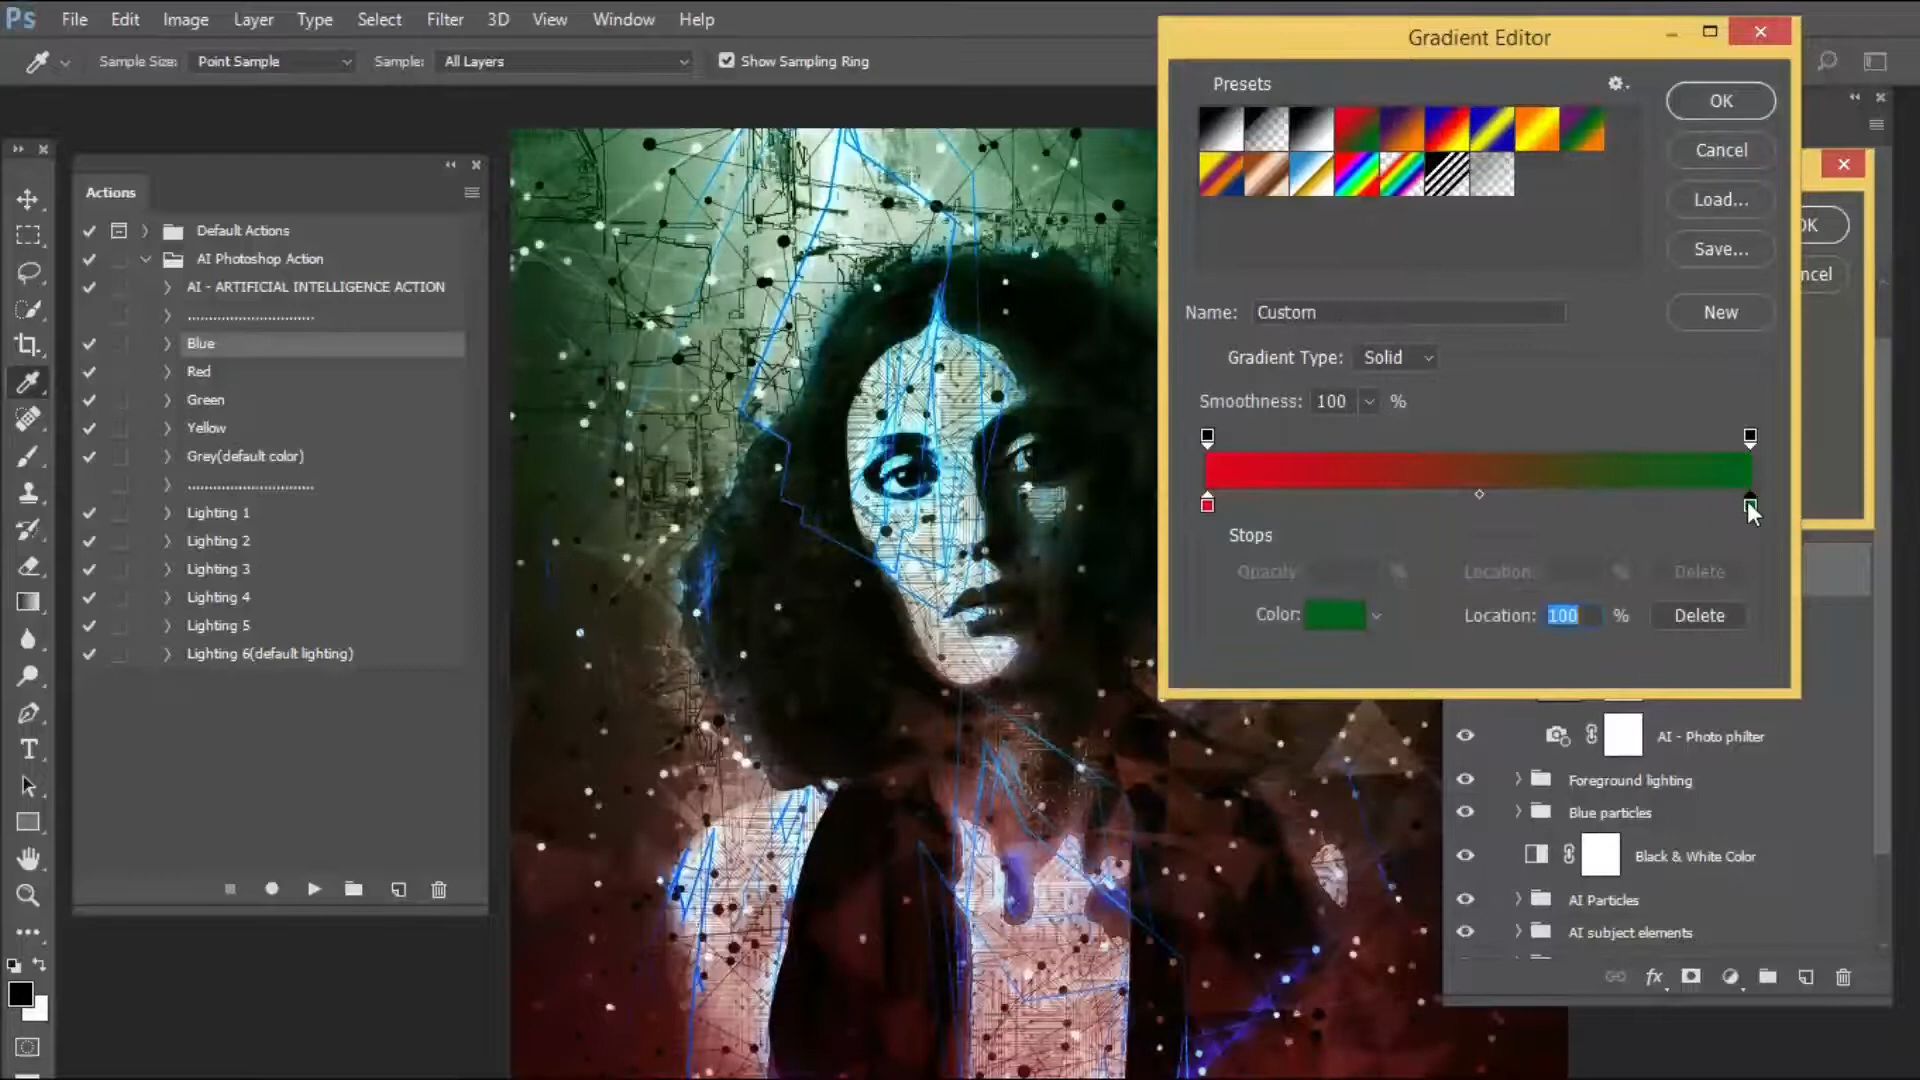 Ps File Edit Image Layer Type Select Filter 3D View Window Help
Sample Size: Point Sample Sample: All Layers Show Sampling Ring
Actions
Default Actions
AI Photoshop Action
AI - ARTIFICIAL INTELLIGENCE ACTION
..............................
Blue
Red
Green
Yellow
Grey(default color)
..............................
Lighting 1
Lighting 2
Lighting 3
Lighting 4
Lighting 5
Lighting 6(default lighting)
Gradient Editor
Presets
OK
Cancel
Load...
Save...
Name: Custom
New
Gradient Type: Solid
Smoothness: 100 %
Stops
Opacity: % Location: % Delete
Color: Location: 100 % Delete
OK
ncel
AI - Photo philter
Foreground lighting
Blue particles
Black & White Color
AI Particles
AI subject elements
fx
T